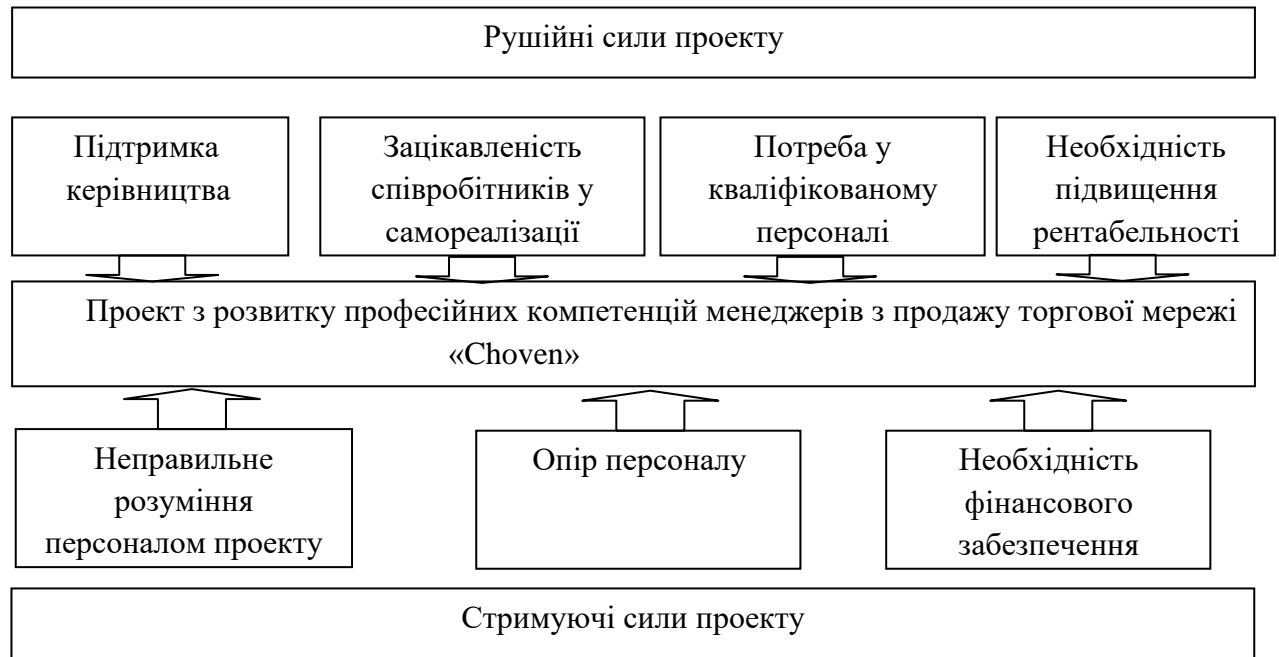 Рушійні сили проекту
Підтримка
керівництва
Зацікавленість
співробітників у
самореалізації
Потреба у
кваліфікованому
персоналі
Необхідність
підвищення
рентабельності
Проект з розвитку професійних компетенцій менеджерів з продажу торгової мережі
«Choven»
Неправильне
розуміння
персоналом проекту
Опір персоналу
Необхідність
фінансового
забезпечення
Стримуючі сили проекту